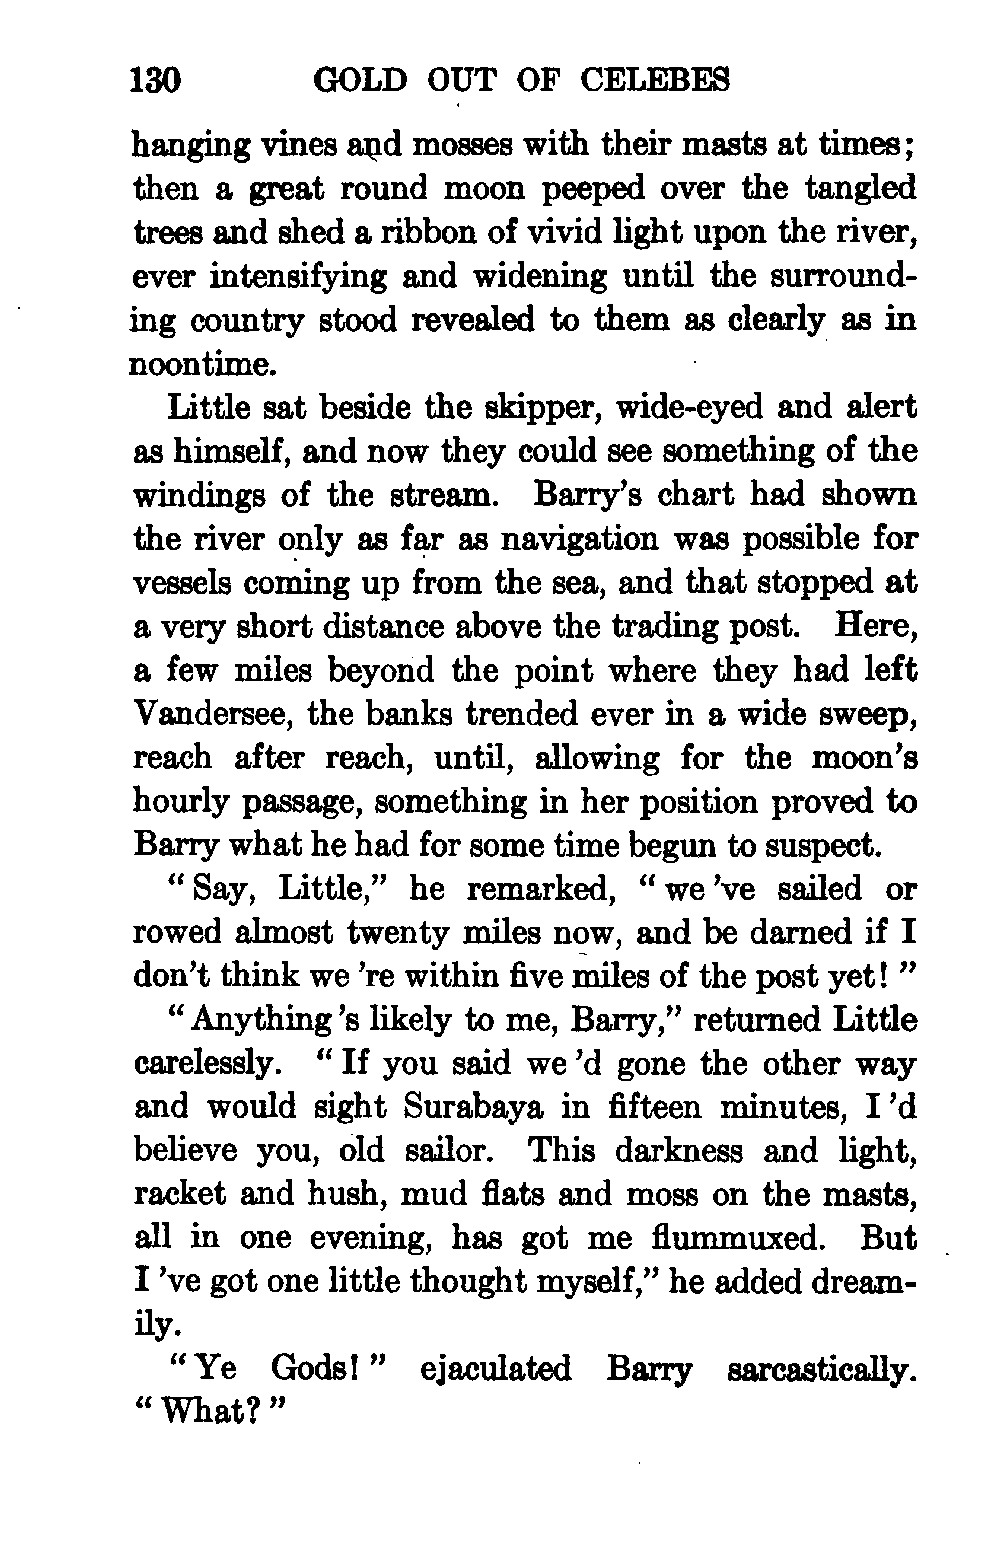 130 GOLD OUT OF CELEBES
hanging vines and mosses with their masts at times;
then a great round moon peeped over the tangled
trees and shed a ribbon of vivid light upon the river,
ever intensifying and widening until the surround-
ing country stood revealed to them as clearly as in
noontime.
Little sat beside the skipper, wide-eyed and alert
as himself, and now they could see something of the
windings of the stream. Barry's chart had shown
the river only as far as navigation was possible for
vessels coming up from the sea, and that stopped at
a very short distance above the trading post. Here,
a few miles beyond the point where they had left
Vandersee, the banks trended ever in a wide sweep,
reach after reach, until, allowing for the moon's
hourly passage, something in her position proved to
Barry what he had for some time begun to suspect.
" Say, Little," he remarked, " we 've sailed or
rowed almost twenty miles now, and be darned if I
don't think we 're within five miles of the post yet! "
" Anything 's likely to me, Barry," returned Little
carelessly. " If you said we 'd gone the other way
and would sight Surabaya in fifteen minutes, I 'd
believe you, old sailor. This darkness and light,
racket and hush, mud flats and moss on the masts,
all in one evening, has got me flummuxed. But
I 've got one little thought myself," he added dream-
ily.
" Ye Gods! " ejaculated Barry sarcastically.
" What? "